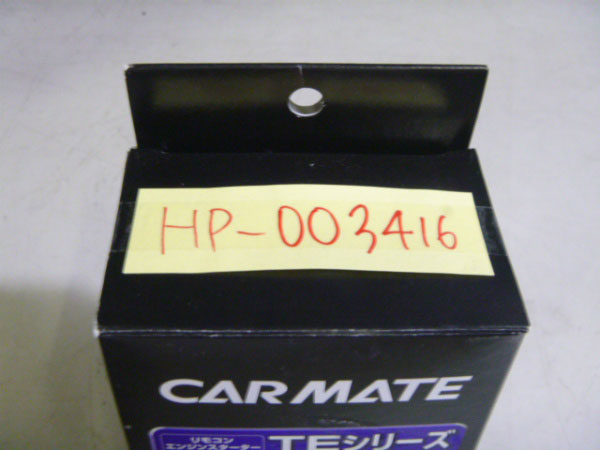 HP-003416
CARMATE
リモコン
エンジンスターター
TEシリーズ